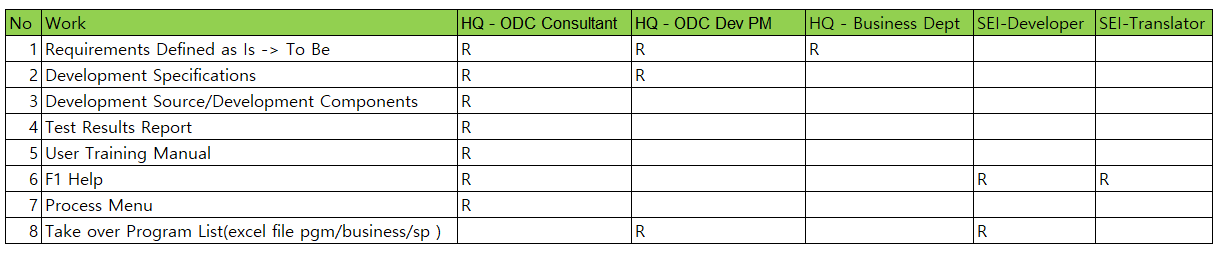 No Work HQ - ODC Consultant HQ - ODC Dev PM HQ - Business Dept SEI-Developer SEI-Translator
1 Requirements Defined as Is -> To Be R R R
2 Development Specifications R R
3 Development Source/Development Components R
4 Test Results Report R
5 User Training Manual R
6 F1 Help R R R
7 Process Menu R
8 Take over Program List(excel file pgm/business/sp ) R R